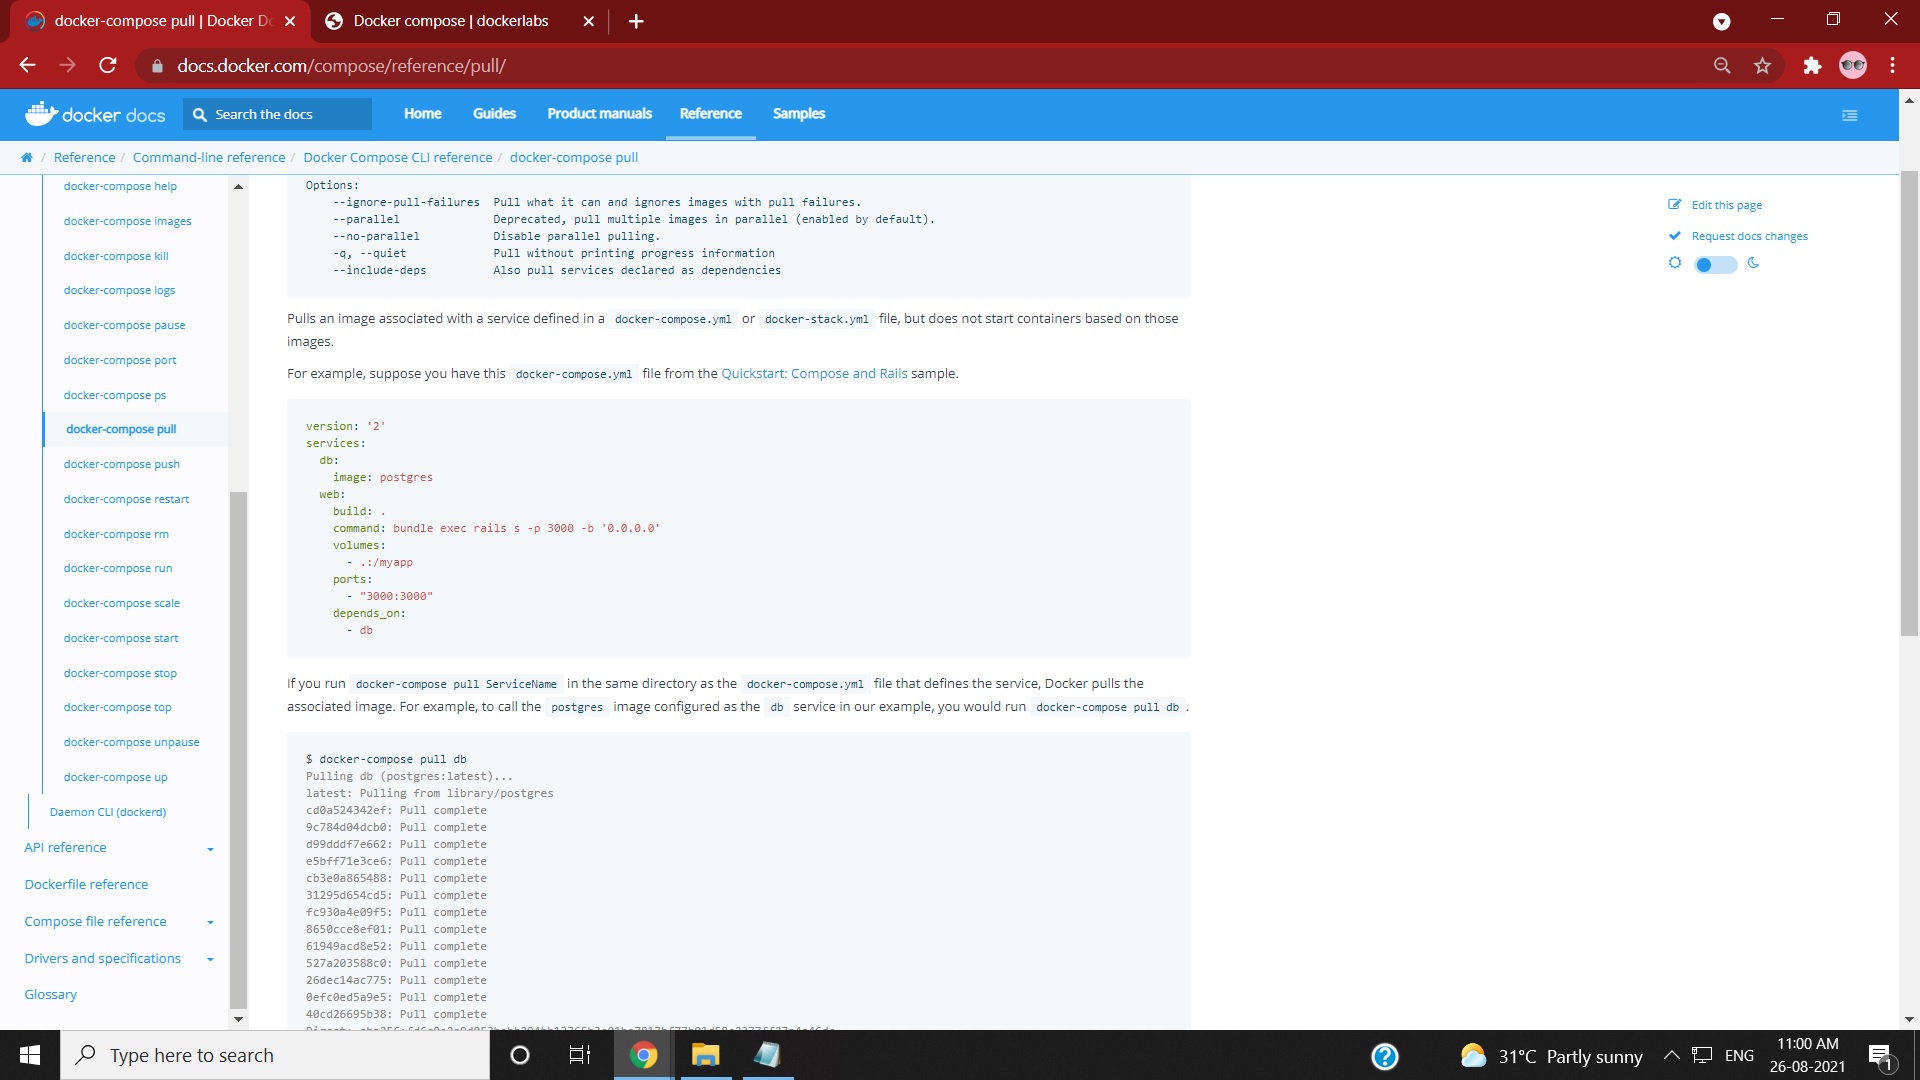 docker-compose pull | Docker D
Docker compose | dockerlabs
docs.docker.com/compose/reference/pull/
docker docs
Search the docs
Home
Guides
Product manuals
Reference
Samples
Reference / Command-line reference / Docker Compose CLI reference / docker-compose pull
docker-compose help
docker-compose images
docker-compose kill
docker-compose logs
docker-compose pause
docker-compose port
docker-compose ps
docker-compose pull
docker-compose push
docker-compose restart
docker-compose rm
docker-compose run
docker-compose scale
docker-compose start
docker-compose stop
docker-compose top
docker-compose unpause
docker-compose up
Daemon CLI (dockerd)
API reference
Dockerfile reference
Compose file reference
Drivers and specifications
Glossary
Options:
--ignore-pull-failures Pull what it can and ignores images with pull failures.
--parallel Deprecated, pull multiple images in parallel (enabled by default).
--no-parallel Disable parallel pulling.
-q, --quiet Pull without printing progress information
--include-deps Also pull services declared as dependencies
Pulls an image associated with a service defined in a docker-compose.yml or docker-stack.yml file, but does not start containers based on those
images.
For example, suppose you have this docker-compose.yml file from the Quickstart: Compose and Rails sample.
version: '2'
services:
db:
image: postgres
web:
build: .
command: bundle exec rails s -p 3000 -b '0.0.0.0'
volumes:
- .:/myapp
ports:
- "3000:3000"
depends_on:
- db
If you run docker-compose pull ServiceName in the same directory as the docker-compose.yml file that defines the service, Docker pulls the
associated image. For example, to call the postgres image configured as the db service in our example, you would run docker-compose pull db .
$ docker-compose pull db
Pulling db (postgres:latest)...
latest: Pulling from library/postgres
cd0a524342ef: Pull complete
9c784d04dcb0: Pull complete
d99dddf7e662: Pull complete
e5bff71e3ce6: Pull complete
cb3e0a865488: Pull complete
31295d654cd5: Pull complete
fc930a4e09f5: Pull complete
8650cce8ef01: Pull complete
61949acd8e52: Pull complete
527a203588c0: Pull complete
26dec14ac775: Pull complete
0efc0ed5a9e5: Pull complete
40cd26695b38: Pull complete
Edit this page
Request docs changes
Type here to search
31°C Partly sunny
ENG
11:00 AM
26-08-2021
1